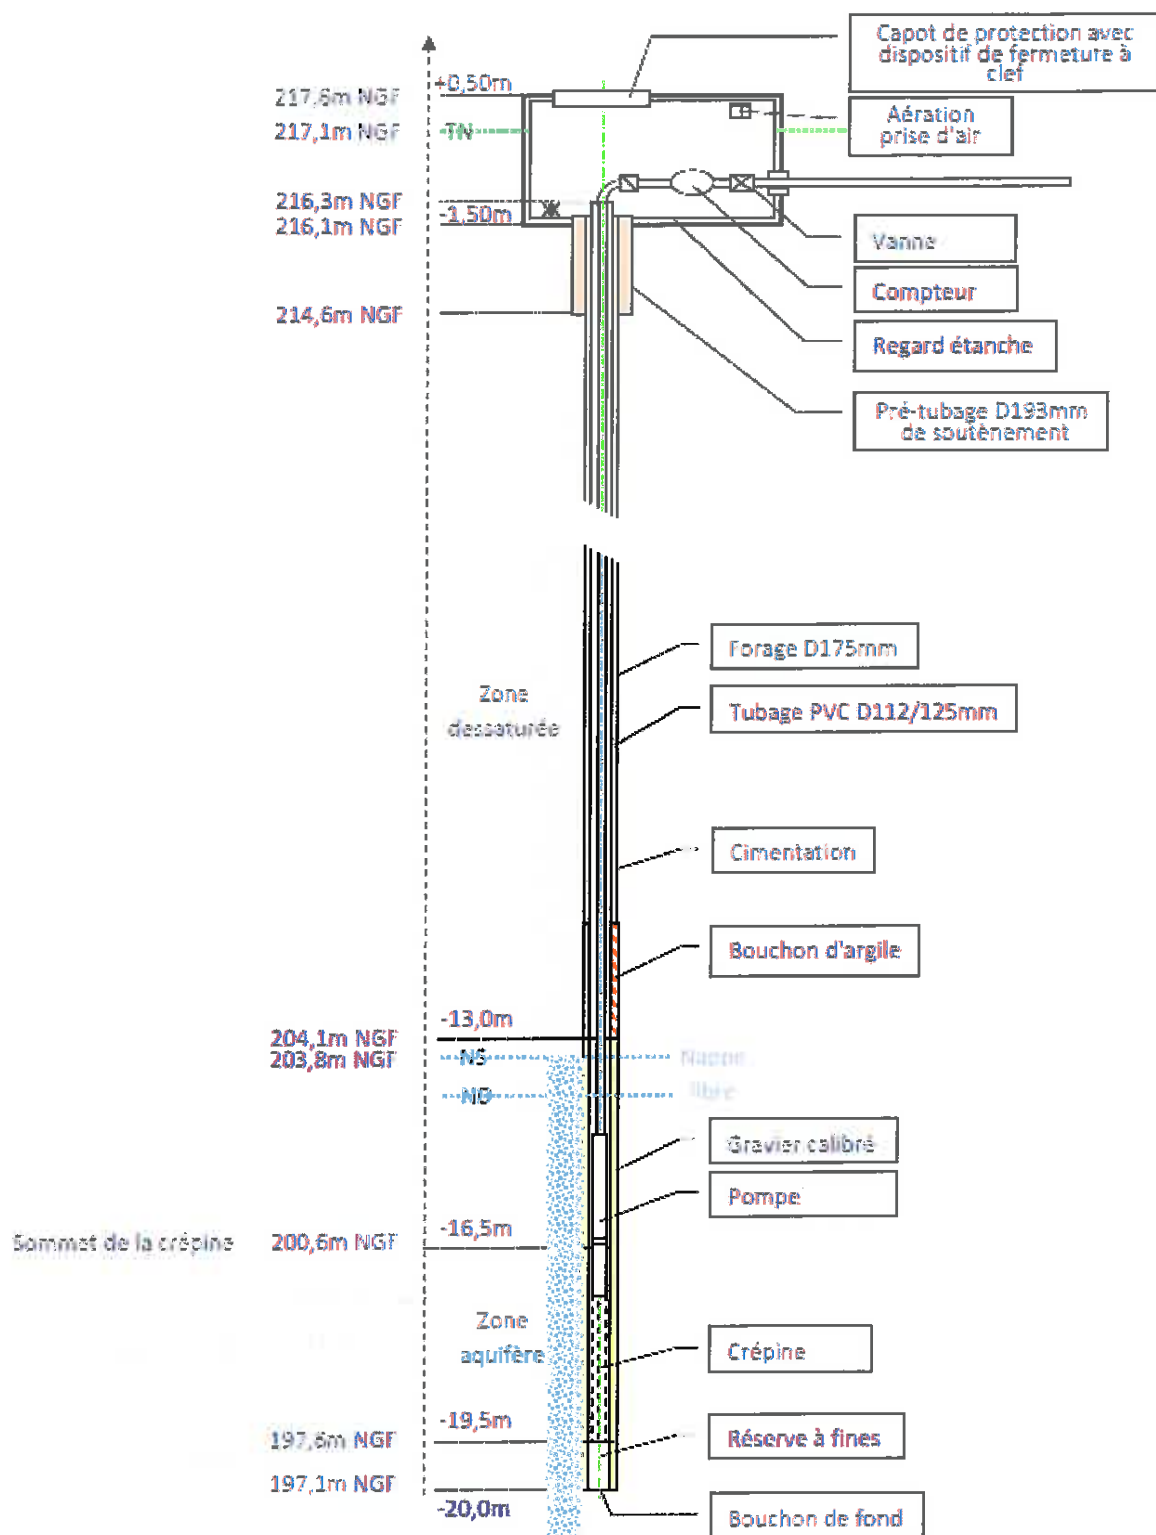 Capot de protection avec
dispositif de fermeture à
clef
+0,50m
217,6m NGF
217,1m NGF
TN
Aération
prise d'air
216,3m NGF
-1,50m
216,1m NGF
Vanne
Compteur
214,6m NGF
Regard étanche
Pré-tubage D193mm
de soutènement
Forage D175mm
Zone
dessaturée
Tubage PVC D112/125mm
Cimentation
Bouchon d'argile
-13,0m
204,1m NGF
203,8m NGF
NS
Nappe
ND
libre
Gravier calibré
Pompe
-16,5m
Sommet de la crépine
200,6m NGF
Zone
aquifère
Crépine
-19,5m
197,6m NGF
Réserve à fines
197,1m NGF
-20,0m
Bouchon de fond